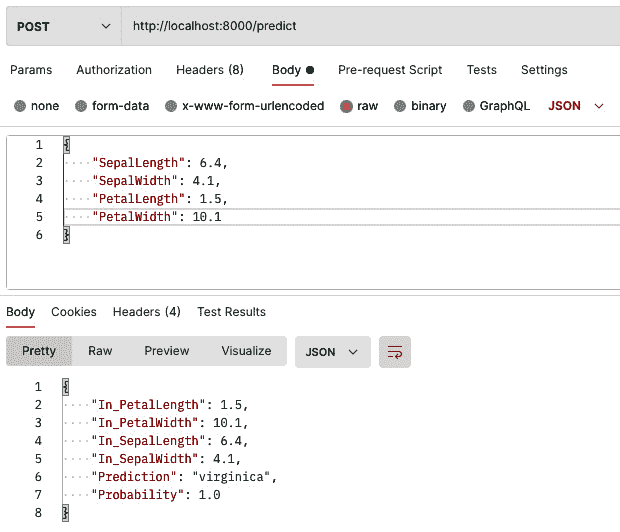 POST http://localhost:8000/predict
Params Authorization Headers (8) Body Pre-request Script Tests Settings
none form-data x-www-form-urlencoded raw binary GraphQL JSON
1 {
2 "SepalLength": 6.4,
3 "SepalWidth": 4.1,
4 "PetalLength": 1.5,
5 "PetalWidth": 10.1
6 }
Body Cookies Headers (4) Test Results
Pretty Raw Preview Visualize JSON
1 {
2 "In_PetalLength": 1.5,
3 "In_PetalWidth": 10.1,
4 "In_SepalLength": 6.4,
5 "In_SepalWidth": 4.1,
6 "Prediction": "virginica",
7 "Probability": 1.0
8 }